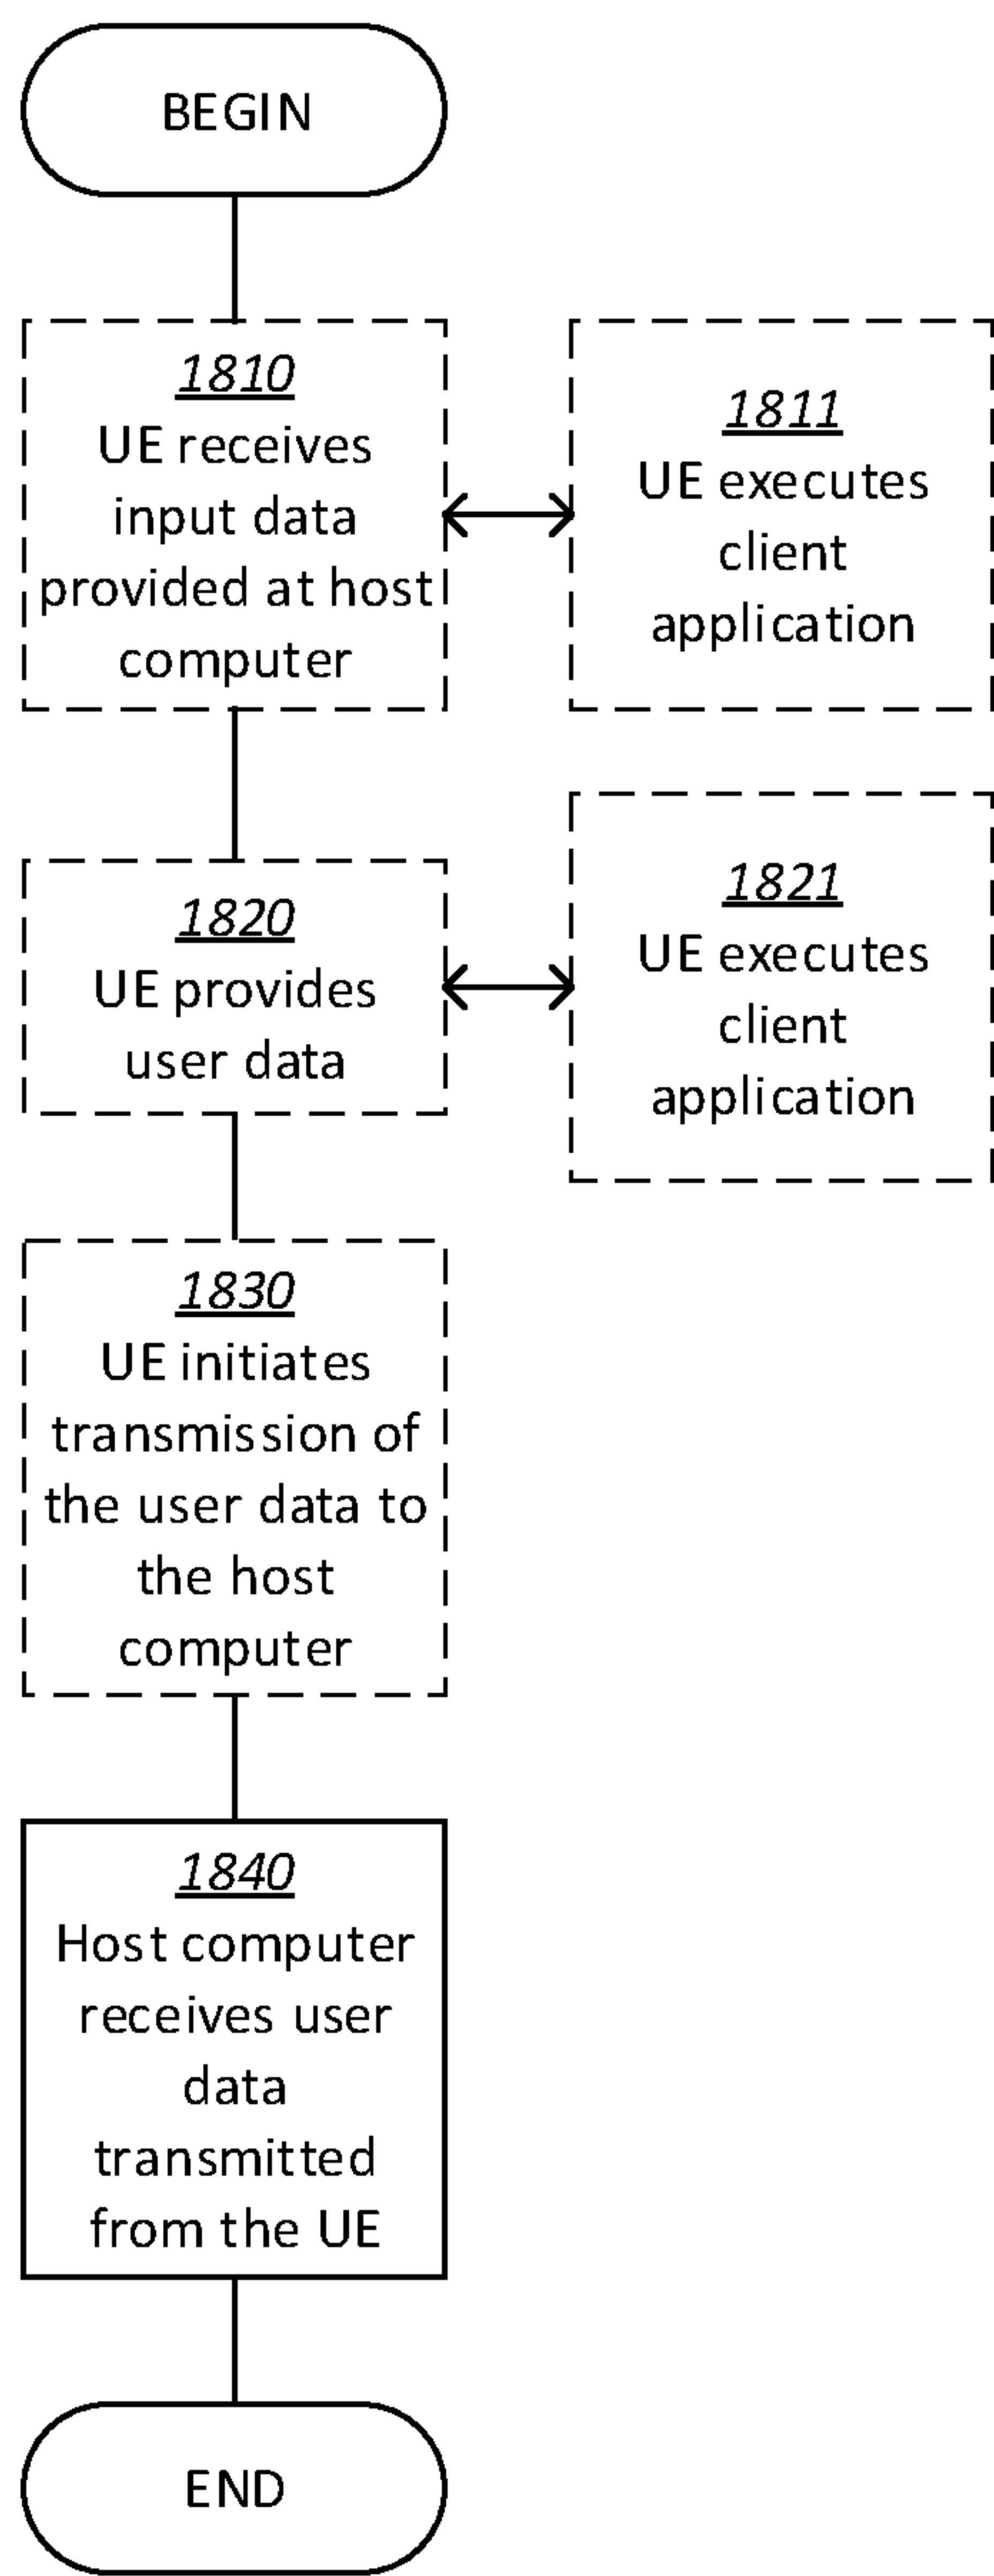 BEGIN
1810
UE receives
input data
provided at host
computer
1811
UE executes
client
application
1820
UE provides
user data
1821
UE executes
client
application
1830
UE initiates
transmission of
the user data to
the host
computer
1840
Host computer
receives user
data
transmitted
from the UE
END